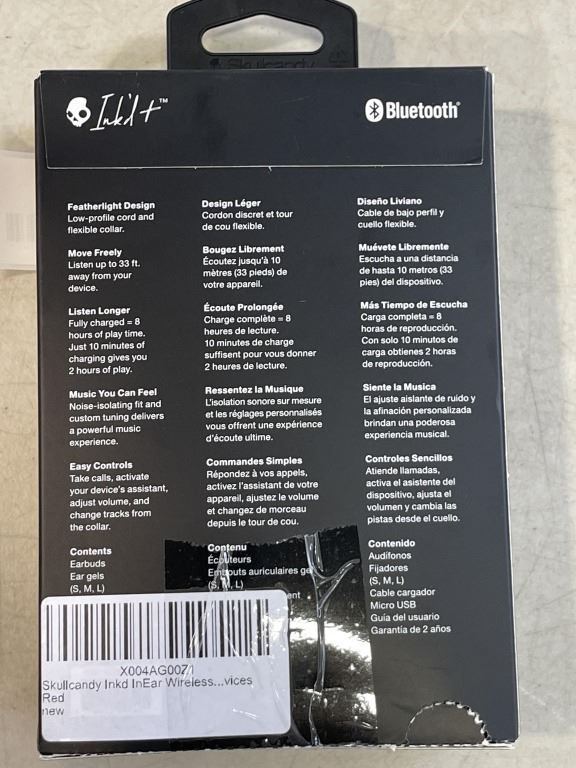 Skullcandy
Ink'd+™
Bluetooth®
Featherlight Design
Low-profile cord and
flexible collar.
Move Freely
Listen up to 33 ft.
away from your
device.
Listen Longer
Fully charged = 8
hours of play time.
Just 10 minutes of
charging gives you
2 hours of play.
Music You Can Feel
Noise-isolating fit and
custom tuning delivers
a powerful music
experience.
Easy Controls
Take calls, activate
your device's assistant,
adjust volume, and
change tracks from
the collar.
Contents
Earbuds
Ear gels
(S, M, L)
Design Léger
Cordon discret et tour
de cou flexible.
Bougez Librement
Écoutez jusqu'à 10
mètres (33 pieds) de
votre appareil.
Écoute Prolongée
Charge complète = 8
heures de lecture.
10 minutes de charge
suffisent pour vous donner
2 heures de lecture.
Ressentez la Musique
L'isolation sonore sur mesure
et les réglages personnalisés
vous offrent une expérience
d'écoute ultime.
Commandes Simples
Répondez à vos appels,
activez l'assistant de votre
appareil, ajustez le volume
et changez de morceau
depuis le tour de cou.
Contenu
Écouteurs
Embouts auriculaires gel
(S, M, L)
Diseño Liviano
Cable de bajo perfil y
cuello flexible.
Muévete Libremente
Escucha a una distancia
de hasta 10 metros (33
pies) del dispositivo.
Más Tiempo de Escucha
Carga completa = 8
horas de reproducción.
Con solo 10 minutos de
carga obtienes 2 horas
de reproducción.
Siente la Musica
El ajuste aislante de ruido y
la afinación personalizada
brindan una poderosa
experiencia musical.
Controles Sencillos
Atiende llamadas,
activa el asistente del
dispositivo, ajusta el
volumen y cambia las
pistas desde el cuello.
Contenido
Audífonos
Fijadores
(S, M, L)
Cable cargador
Micro USB
Guía del usuario
Garantía de 2 años
X004AG00Z1
Skullcandy Inkd InEar Wireless...vices
Red
new